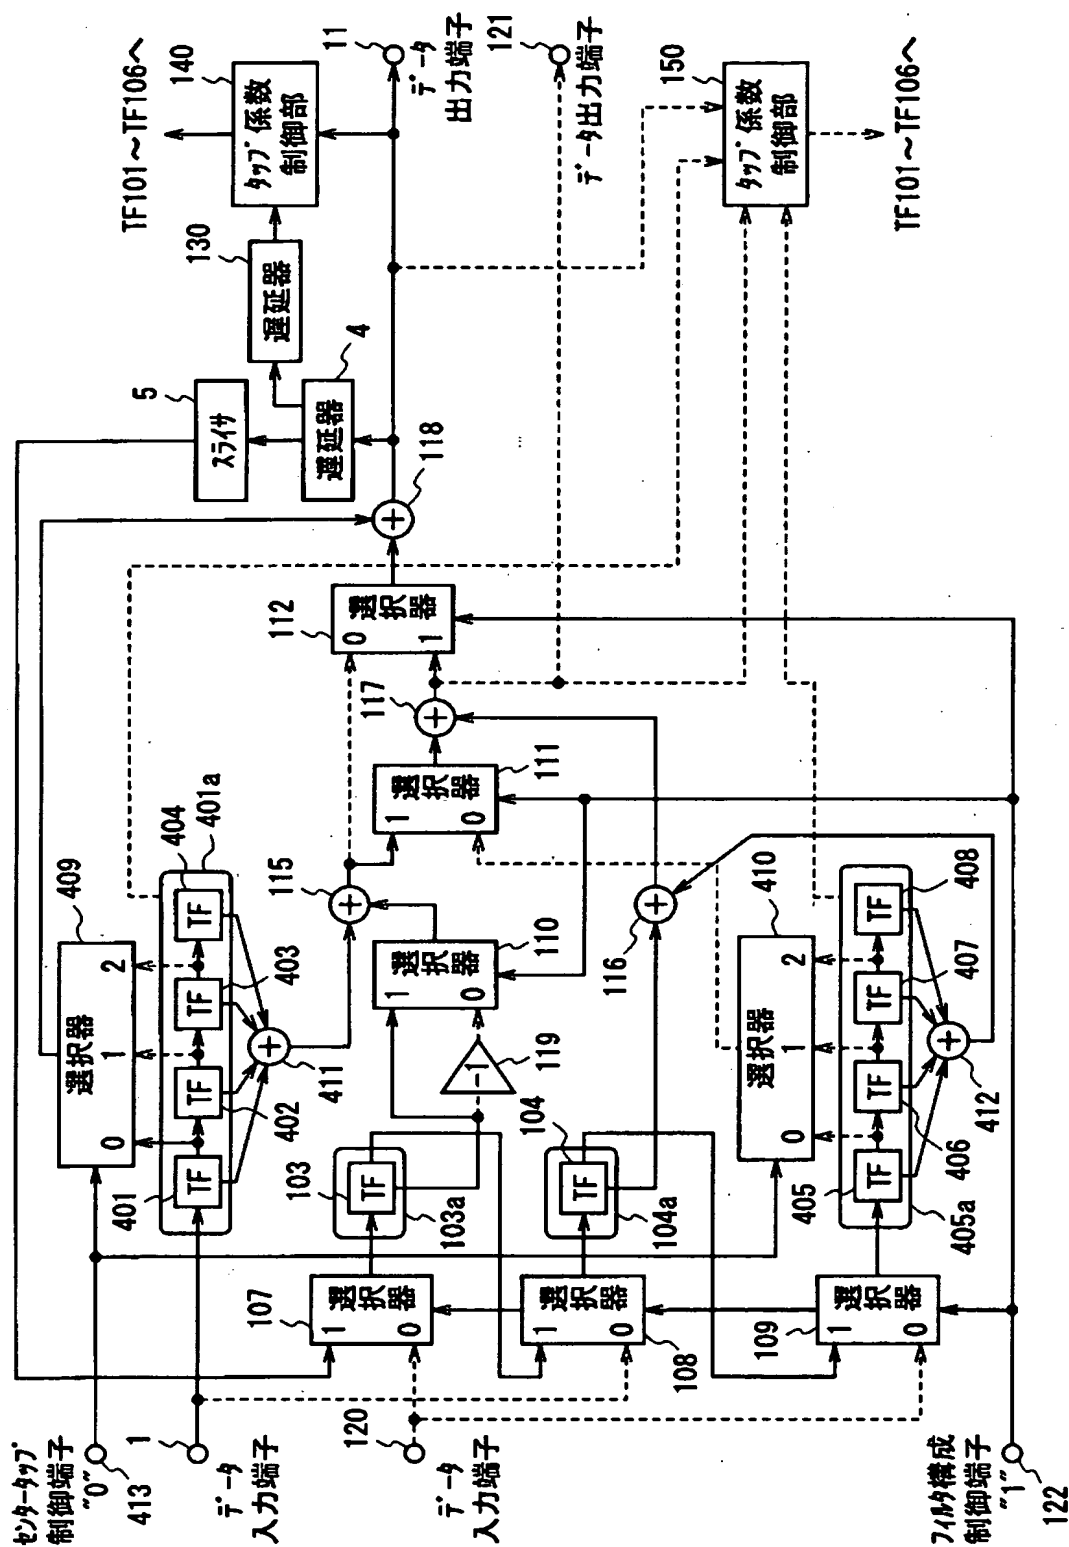 センタータップ
制御端子
"0"
413
1
データ
入力端子
120
データ
入力端子
フィルタ構成
制御端子
"1"
122
409
選択器
0
1
2
401
TF
402
TF
403
TF
404
TF
401a
411
107
選択器
1
0
108
選択器
1
0
109
選択器
1
0
103
TF
103a
104
TF
104a
119
-1
110
選択器
1
0
115
116
111
選択器
1
0
117
112
選択器
0
1
118
410
選択器
0
1
2
405
TF
406
TF
407
TF
408
TF
405a
412
5
スライサ
4
遅延器
130
遅延器
140
タップ係数
制御部
TF101～TF106へ
11
データ
出力端子
121
データ出力端子
150
タップ係数
制御部
TF101～TF106へ